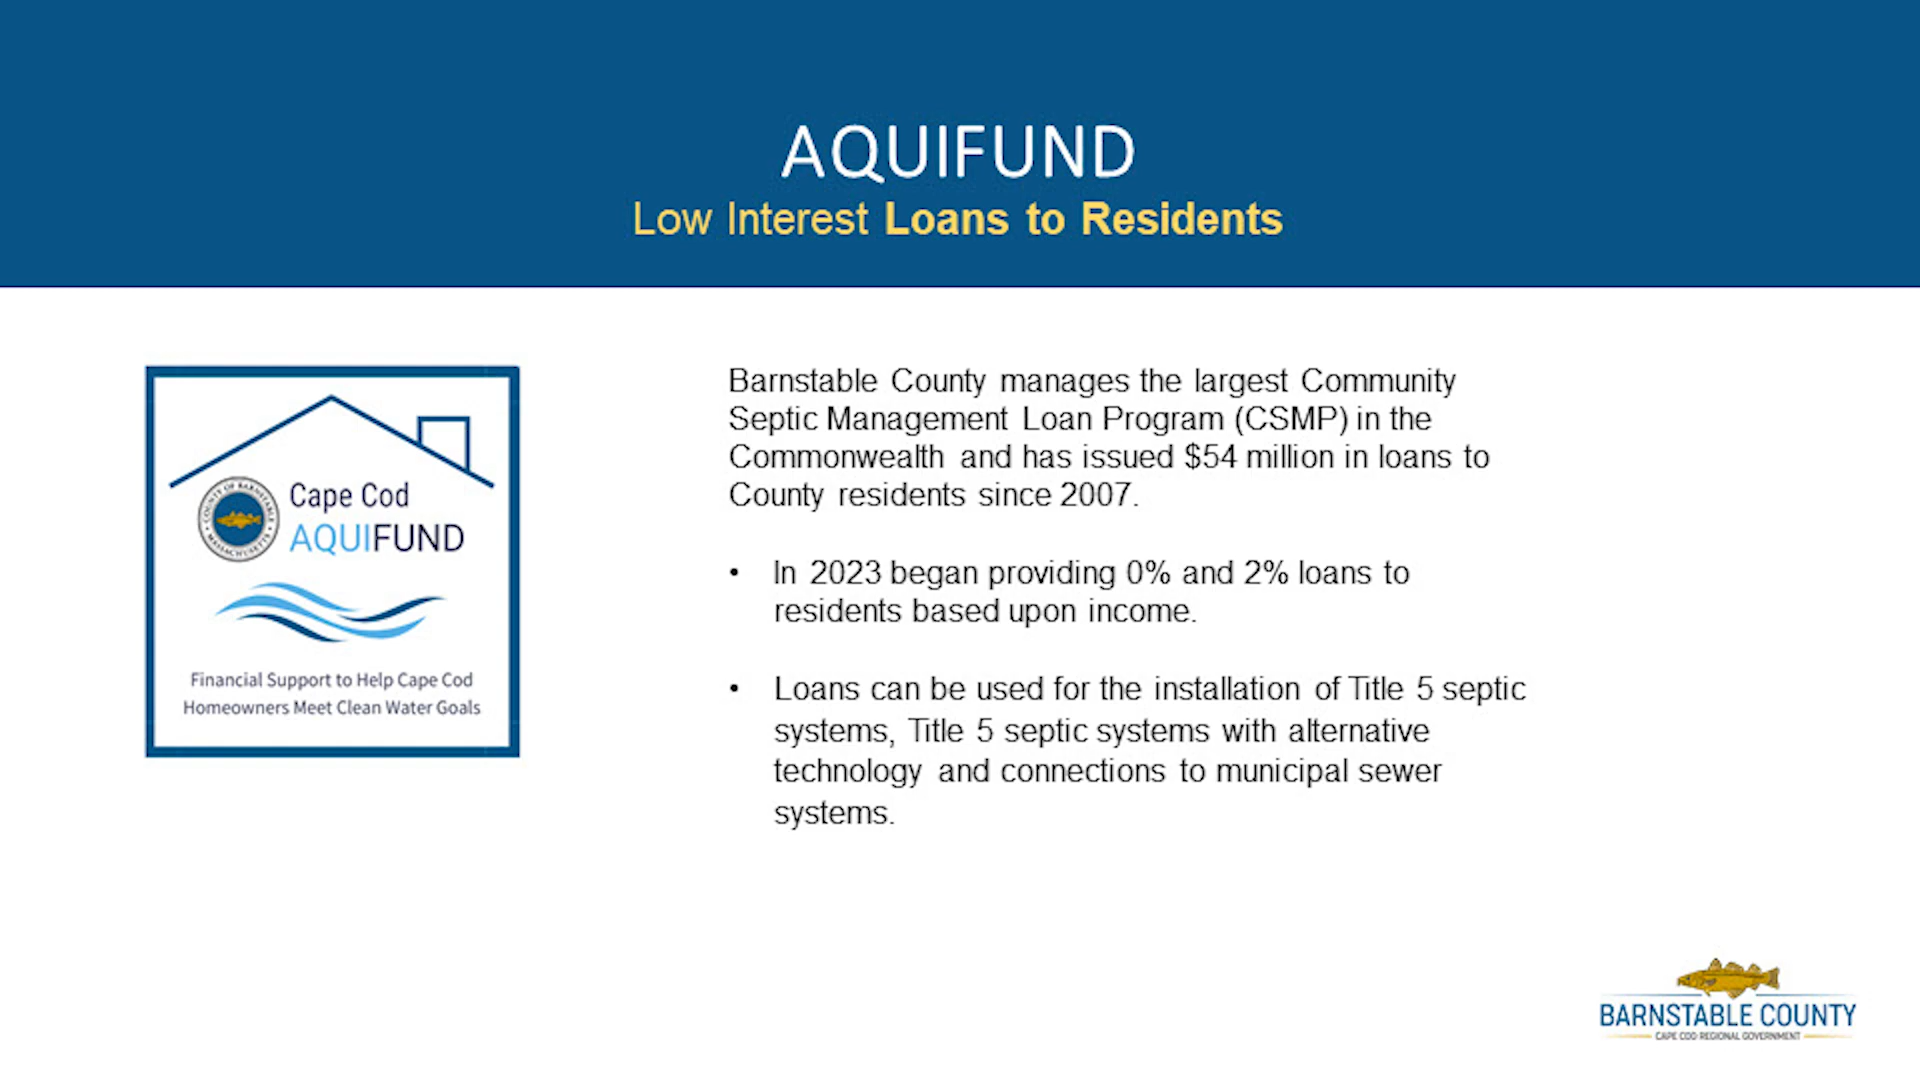 AQUIFUND
Low Interest Loans to Residents
COUNTY OF BARNSTABLE
MASSACHUSETTS
Cape Cod
AQUIFUND
Financial Support to Help Cape Cod
Homeowners Meet Clean Water Goals
Barnstable County manages the largest Community
Septic Management Loan Program (CSMP) in the
Commonwealth and has issued $54 million in loans to
County residents since 2007.
• In 2023 began providing 0% and 2% loans to
residents based upon income.
• Loans can be used for the installation of Title 5 septic
systems, Title 5 septic systems with alternative
technology and connections to municipal sewer
systems.
BARNSTABLE COUNTY
CAPE COD REGIONAL GOVERNMENT